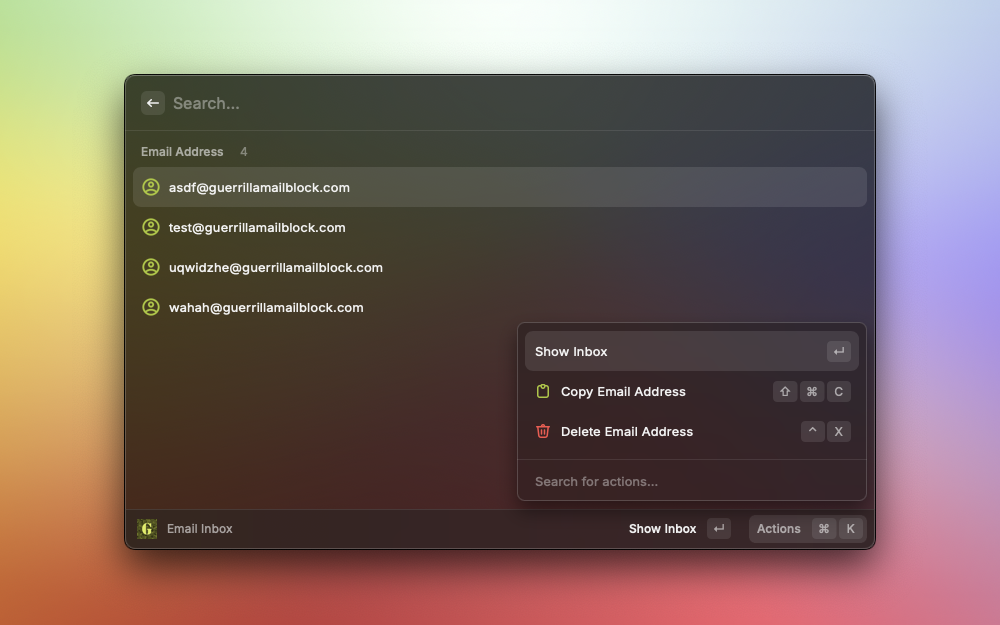 Search...
Email Address 4
asdf@guerrillamailblock.com
test@guerrillamailblock.com
uqwidzhe@guerrillamailblock.com
wahah@guerrillamailblock.com
Show Inbox ↵
Copy Email Address ⇧ ⌘ C
Delete Email Address ^ X
Search for actions...
G Email Inbox Show Inbox ↵ Actions ⌘ K